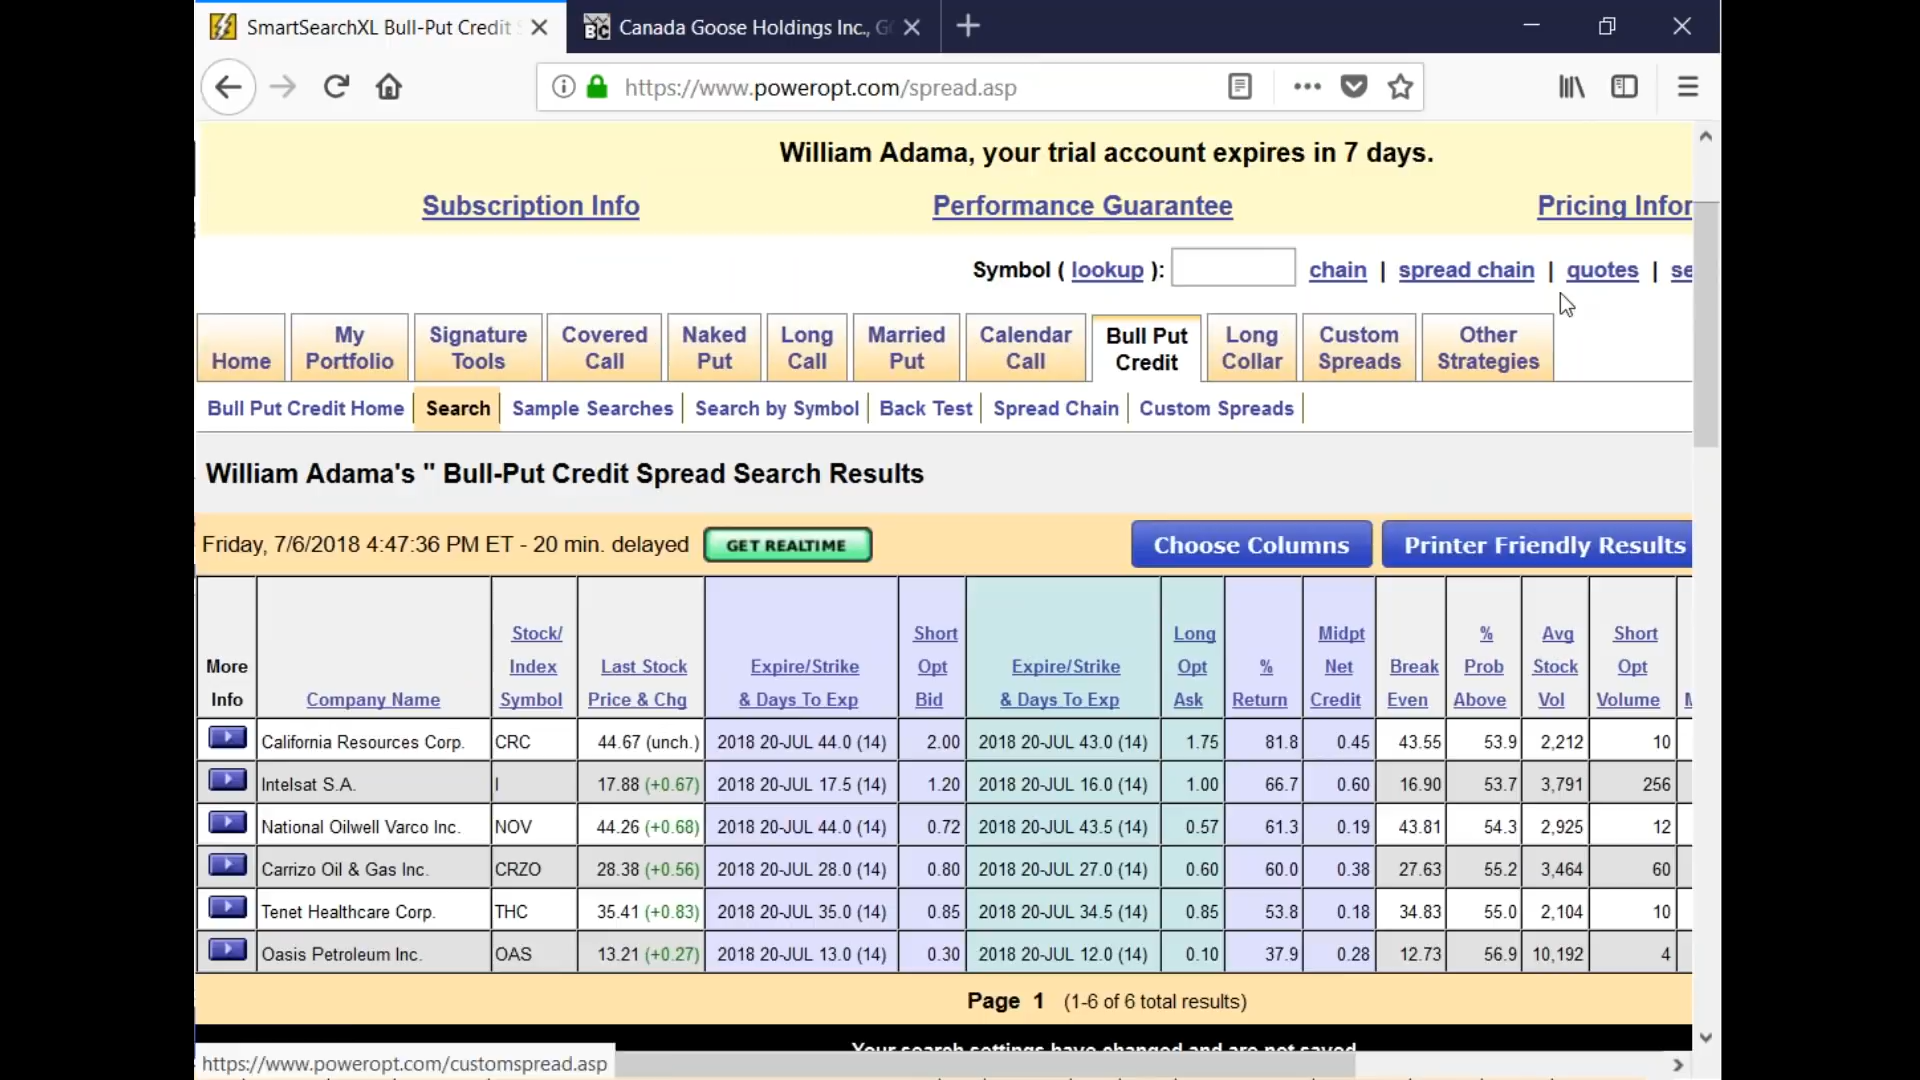 SmartSearchXL Bull-Put Credit
Canada Goose Holdings Inc.,
https://www.poweropt.com/spread.asp
William Adama, your trial account expires in 7 days.
Subscription Info Performance Guarantee Pricing Infor
Symbol ( lookup ): chain | spread chain | quotes | se
Home My Portfolio Signature Tools Covered Call Naked Put Long Call Married Put Calendar Call Bull Put Credit Long Collar Custom Spreads Other Strategies
Bull Put Credit Home Search Sample Searches Search by Symbol Back Test Spread Chain Custom Spreads
William Adama's " Bull-Put Credit Spread Search Results
Friday, 7/6/2018 4:47:36 PM ET - 20 min. delayed GET REALTIME Choose Columns Printer Friendly Results
More Info Company Name Stock/ Index Symbol Last Stock Price & Chg Expire/Strike & Days To Exp Short Opt Bid Expire/Strike & Days To Exp Long Opt Ask % Return Midpt Net Credit Break Even % Prob Above Avg Stock Vol Short Opt Volume
California Resources Corp. CRC 44.67 (unch.) 2018 20-JUL 44.0 (14) 2.00 2018 20-JUL 43.0 (14) 1.75 81.8 0.45 43.55 53.9 2,212 10
Intelsat S.A. I 17.88 (+0.67) 2018 20-JUL 17.5 (14) 1.20 2018 20-JUL 16.0 (14) 1.00 66.7 0.60 16.90 53.7 3,791 256
National Oilwell Varco Inc. NOV 44.26 (+0.68) 2018 20-JUL 44.0 (14) 0.72 2018 20-JUL 43.5 (14) 0.57 61.3 0.19 43.81 54.3 2,925 12
Carrizo Oil & Gas Inc. CRZO 28.38 (+0.56) 2018 20-JUL 28.0 (14) 0.80 2018 20-JUL 27.0 (14) 0.60 60.0 0.38 27.63 55.2 3,464 60
Tenet Healthcare Corp. THC 35.41 (+0.83) 2018 20-JUL 35.0 (14) 0.85 2018 20-JUL 34.5 (14) 0.85 53.8 0.18 34.83 55.0 2,104 10
Oasis Petroleum Inc. OAS 13.21 (+0.27) 2018 20-JUL 13.0 (14) 0.30 2018 20-JUL 12.0 (14) 0.10 37.9 0.28 12.73 56.9 10,192 4
Page 1 (1-6 of 6 total results)
Your search settings have changed and are not saved
https://www.poweropt.com/customspread.asp